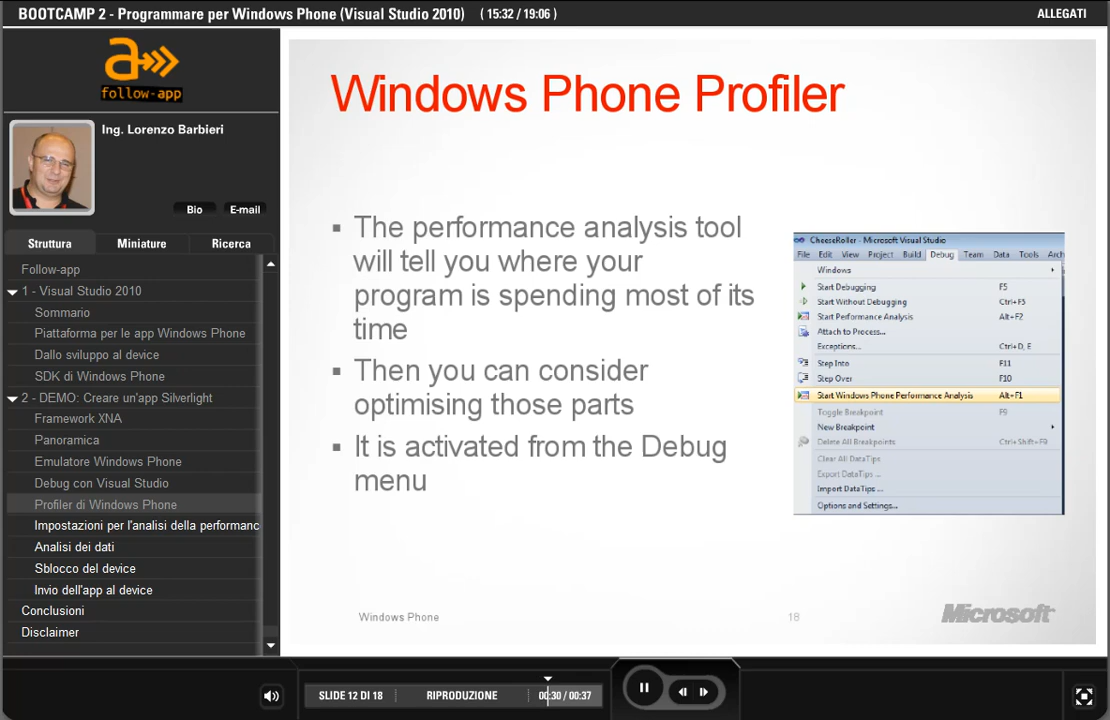 BOOTCAMP 2 - Programmare per Windows Phone (Visual Studio 2010) ( 15:32 / 19:06 )
ALLEGATI
follow-app
Ing. Lorenzo Barbieri
Bio
E-mail
Struttura
Miniature
Ricerca
Follow-app
1 - Visual Studio 2010
Sommario
Piattaforma per le app Windows Phone
Dallo sviluppo al device
SDK di Windows Phone
2 - DEMO: Creare un'app Silverlight
Framework XNA
Panoramica
Emulatore Windows Phone
Debug con Visual Studio
Profiler di Windows Phone
Impostazioni per l'analisi della performanc
Analisi dei dati
Sblocco del device
Invio dell'app al device
Conclusioni
Disclaimer
Windows Phone Profiler
▪ The performance analysis tool
will tell you where your
program is spending most of its
time
▪ Then you can consider
optimising those parts
▪ It is activated from the Debug
menu
CheeseRoller - Microsoft Visual Studio
File Edit View Project Build Debug Team Data Tools Arch
Windows
Start Debugging F5
Start Without Debugging Ctrl+F5
Start Performance Analysis Alt+F2
Attach to Process...
Exceptions... Ctrl+D, E
Step Into F11
Step Over F10
Start Windows Phone Performance Analysis Alt+F1
Toggle Breakpoint F9
New Breakpoint
Delete All Breakpoints Ctrl+Shift+F9
Clear All DataTips
Export DataTips ...
Import DataTips ...
Options and Settings...
Windows Phone
18
Microsoft
SLIDE 12 DI 18
RIPRODUZIONE
00:30 / 00:37